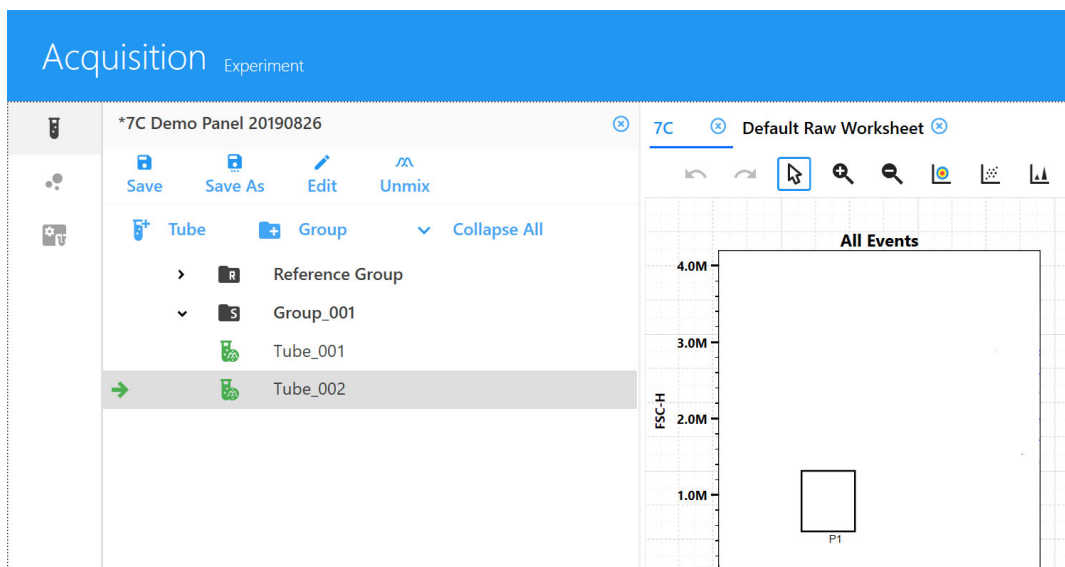 Acquisition Experiment
*7C Demo Panel 20190826
Save Save As Edit Unmix
Tube Group Collapse All
R Reference Group
S Group_001
Tube_001
Tube_002
7C Default Raw Worksheet
All Events
4.0M
3.0M
FSC-H
2.0M
1.0M
P1